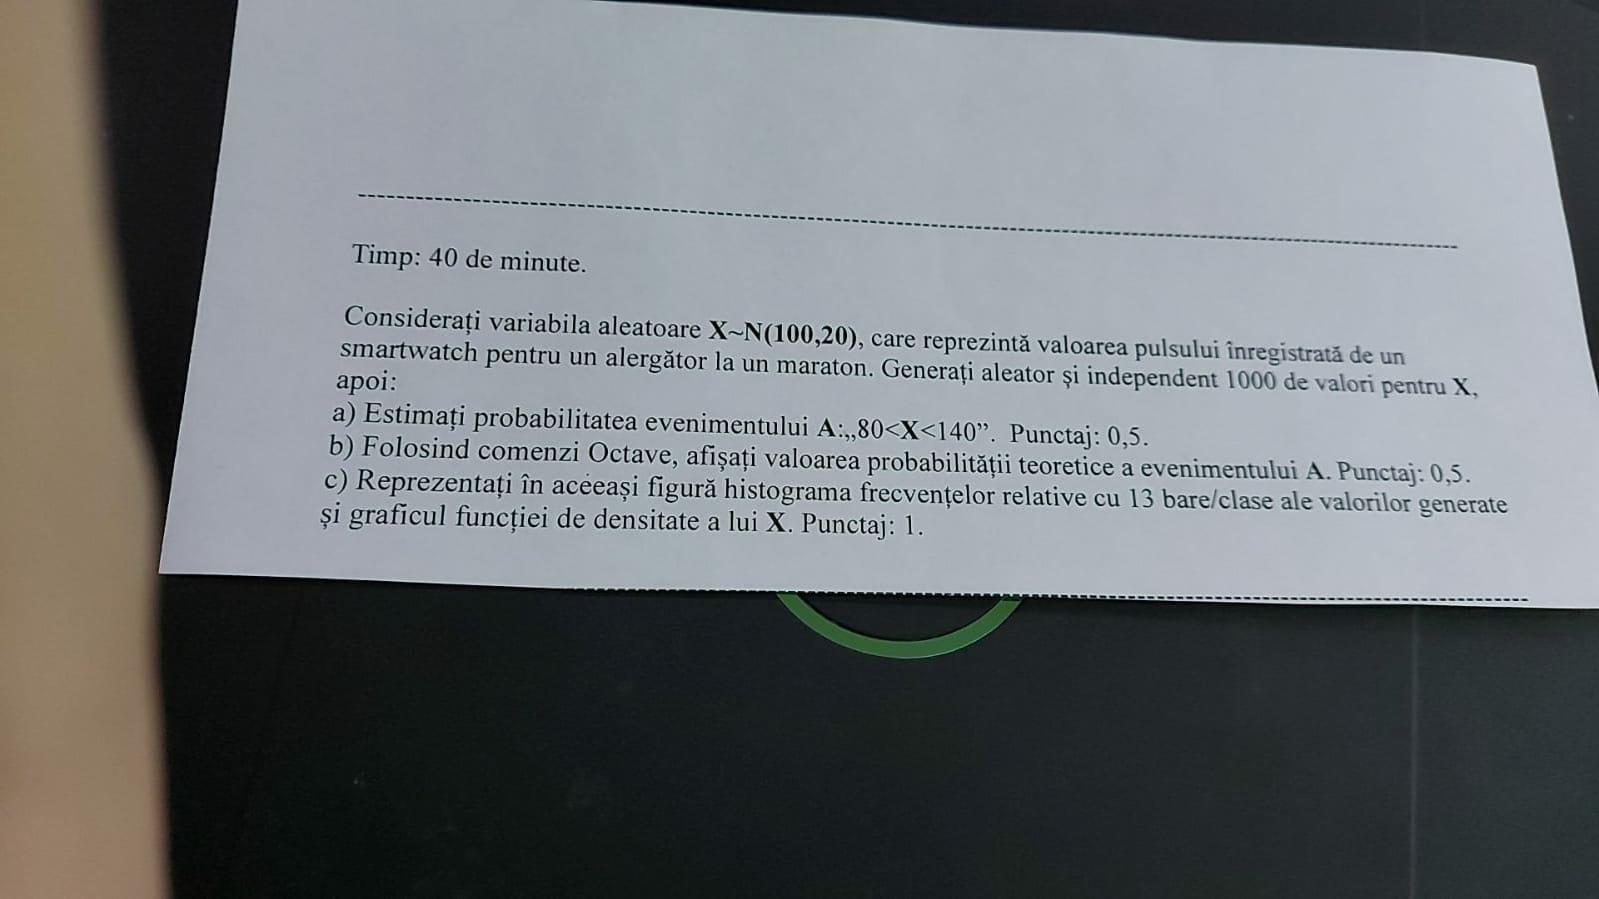 Timp: 40 de minute.
Considerați variabila aleatoare X~N(100,20), care reprezintă valoarea pulsului înregistrată de un
smartwatch pentru un alergător la un maraton. Generați aleator și independent 1000 de valori pentru X,
apoi:
a) Estimați probabilitatea evenimentului A:„80<X<140”. Punctaj: 0,5.
b) Folosind comenzi Octave, afișați valoarea probabilității teoretice a evenimentului A. Punctaj: 0,5.
c) Reprezentați în aceeași figură histograma frecvențelor relative cu 13 bare/clase ale valorilor generate
și graficul funcției de densitate a lui X. Punctaj: 1.